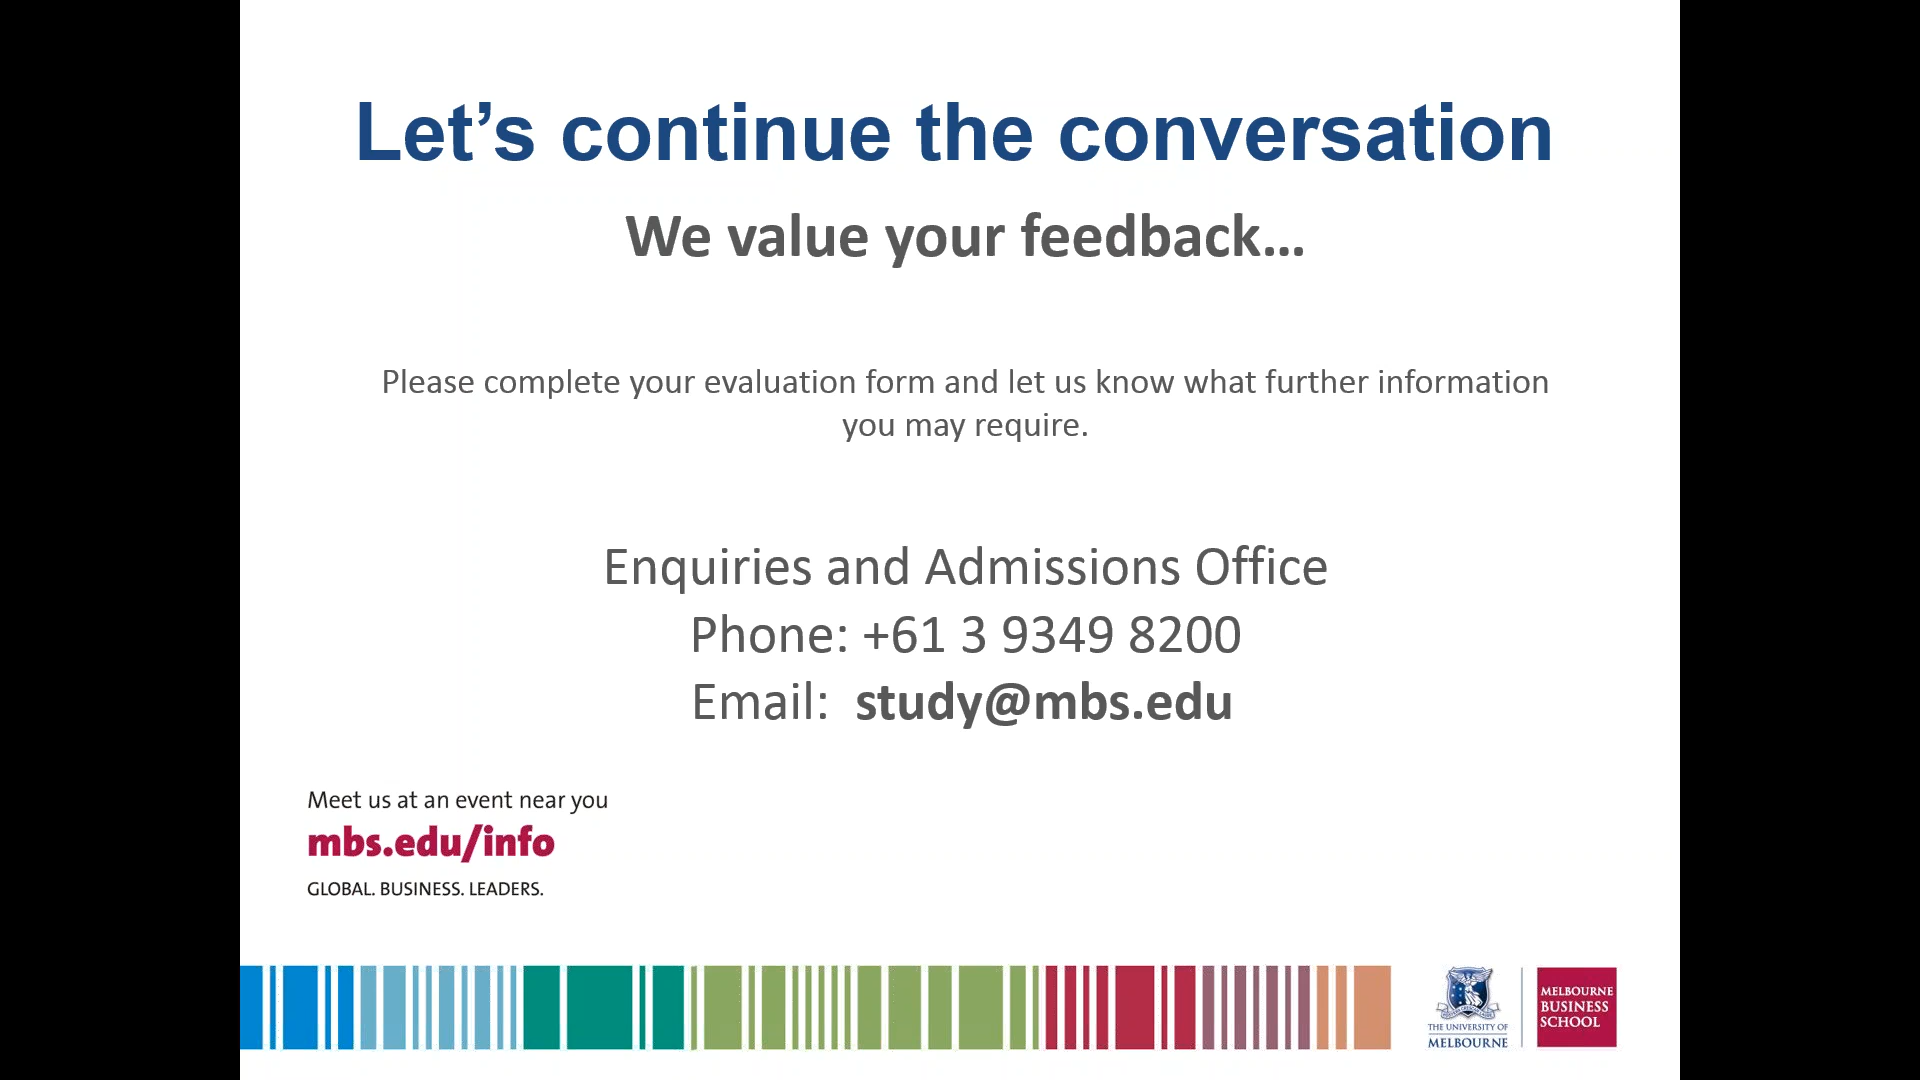 Let’s continue the conversation
We value your feedback...
Please complete your evaluation form and let us know what further information
you may require.
Enquiries and Admissions Office
Phone: +61 3 9349 8200
Email: study@mbs.edu
Meet us at an event near you
mbs.edu/info
GLOBAL. BUSINESS. LEADERS.
THE UNIVERSITY OF
MELBOURNE
MELBOURNE
BUSINESS
SCHOOL